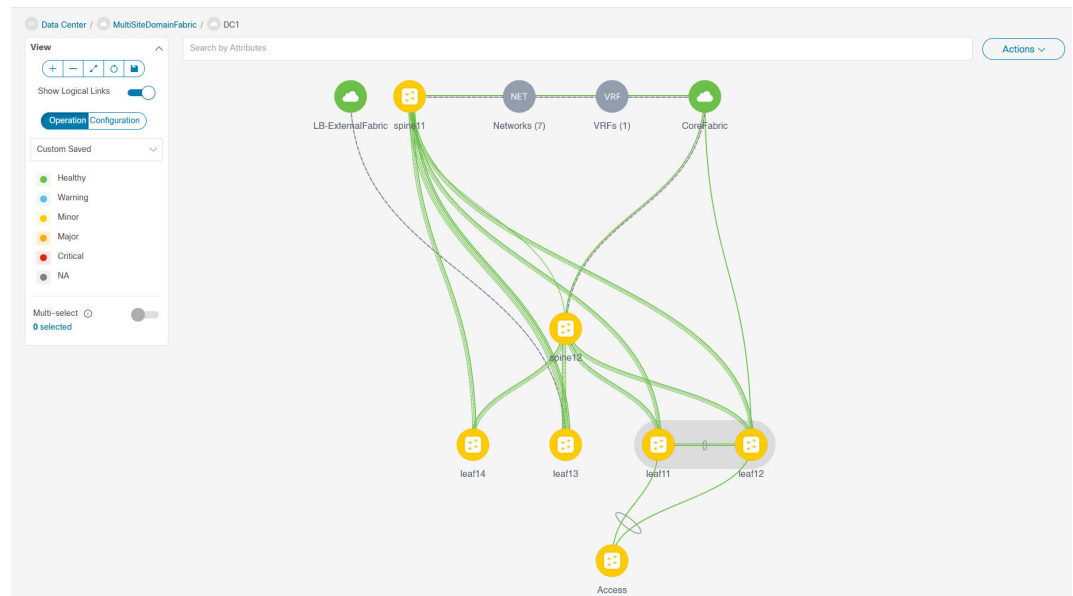 Data Center / MultiSiteDomainFabric / DC1
View
Search by Attributes
Actions
Show Logical Links
Operation Configuration
Custom Saved
Healthy
Warning
Minor
Major
Critical
NA
Multi-select
0 selected
NET
VRF
LB-ExternalFabric
spine11
Networks (7)
VRFs (1)
CoreFabric
spine12
leaf14
leaf13
leaf11
leaf12
Access